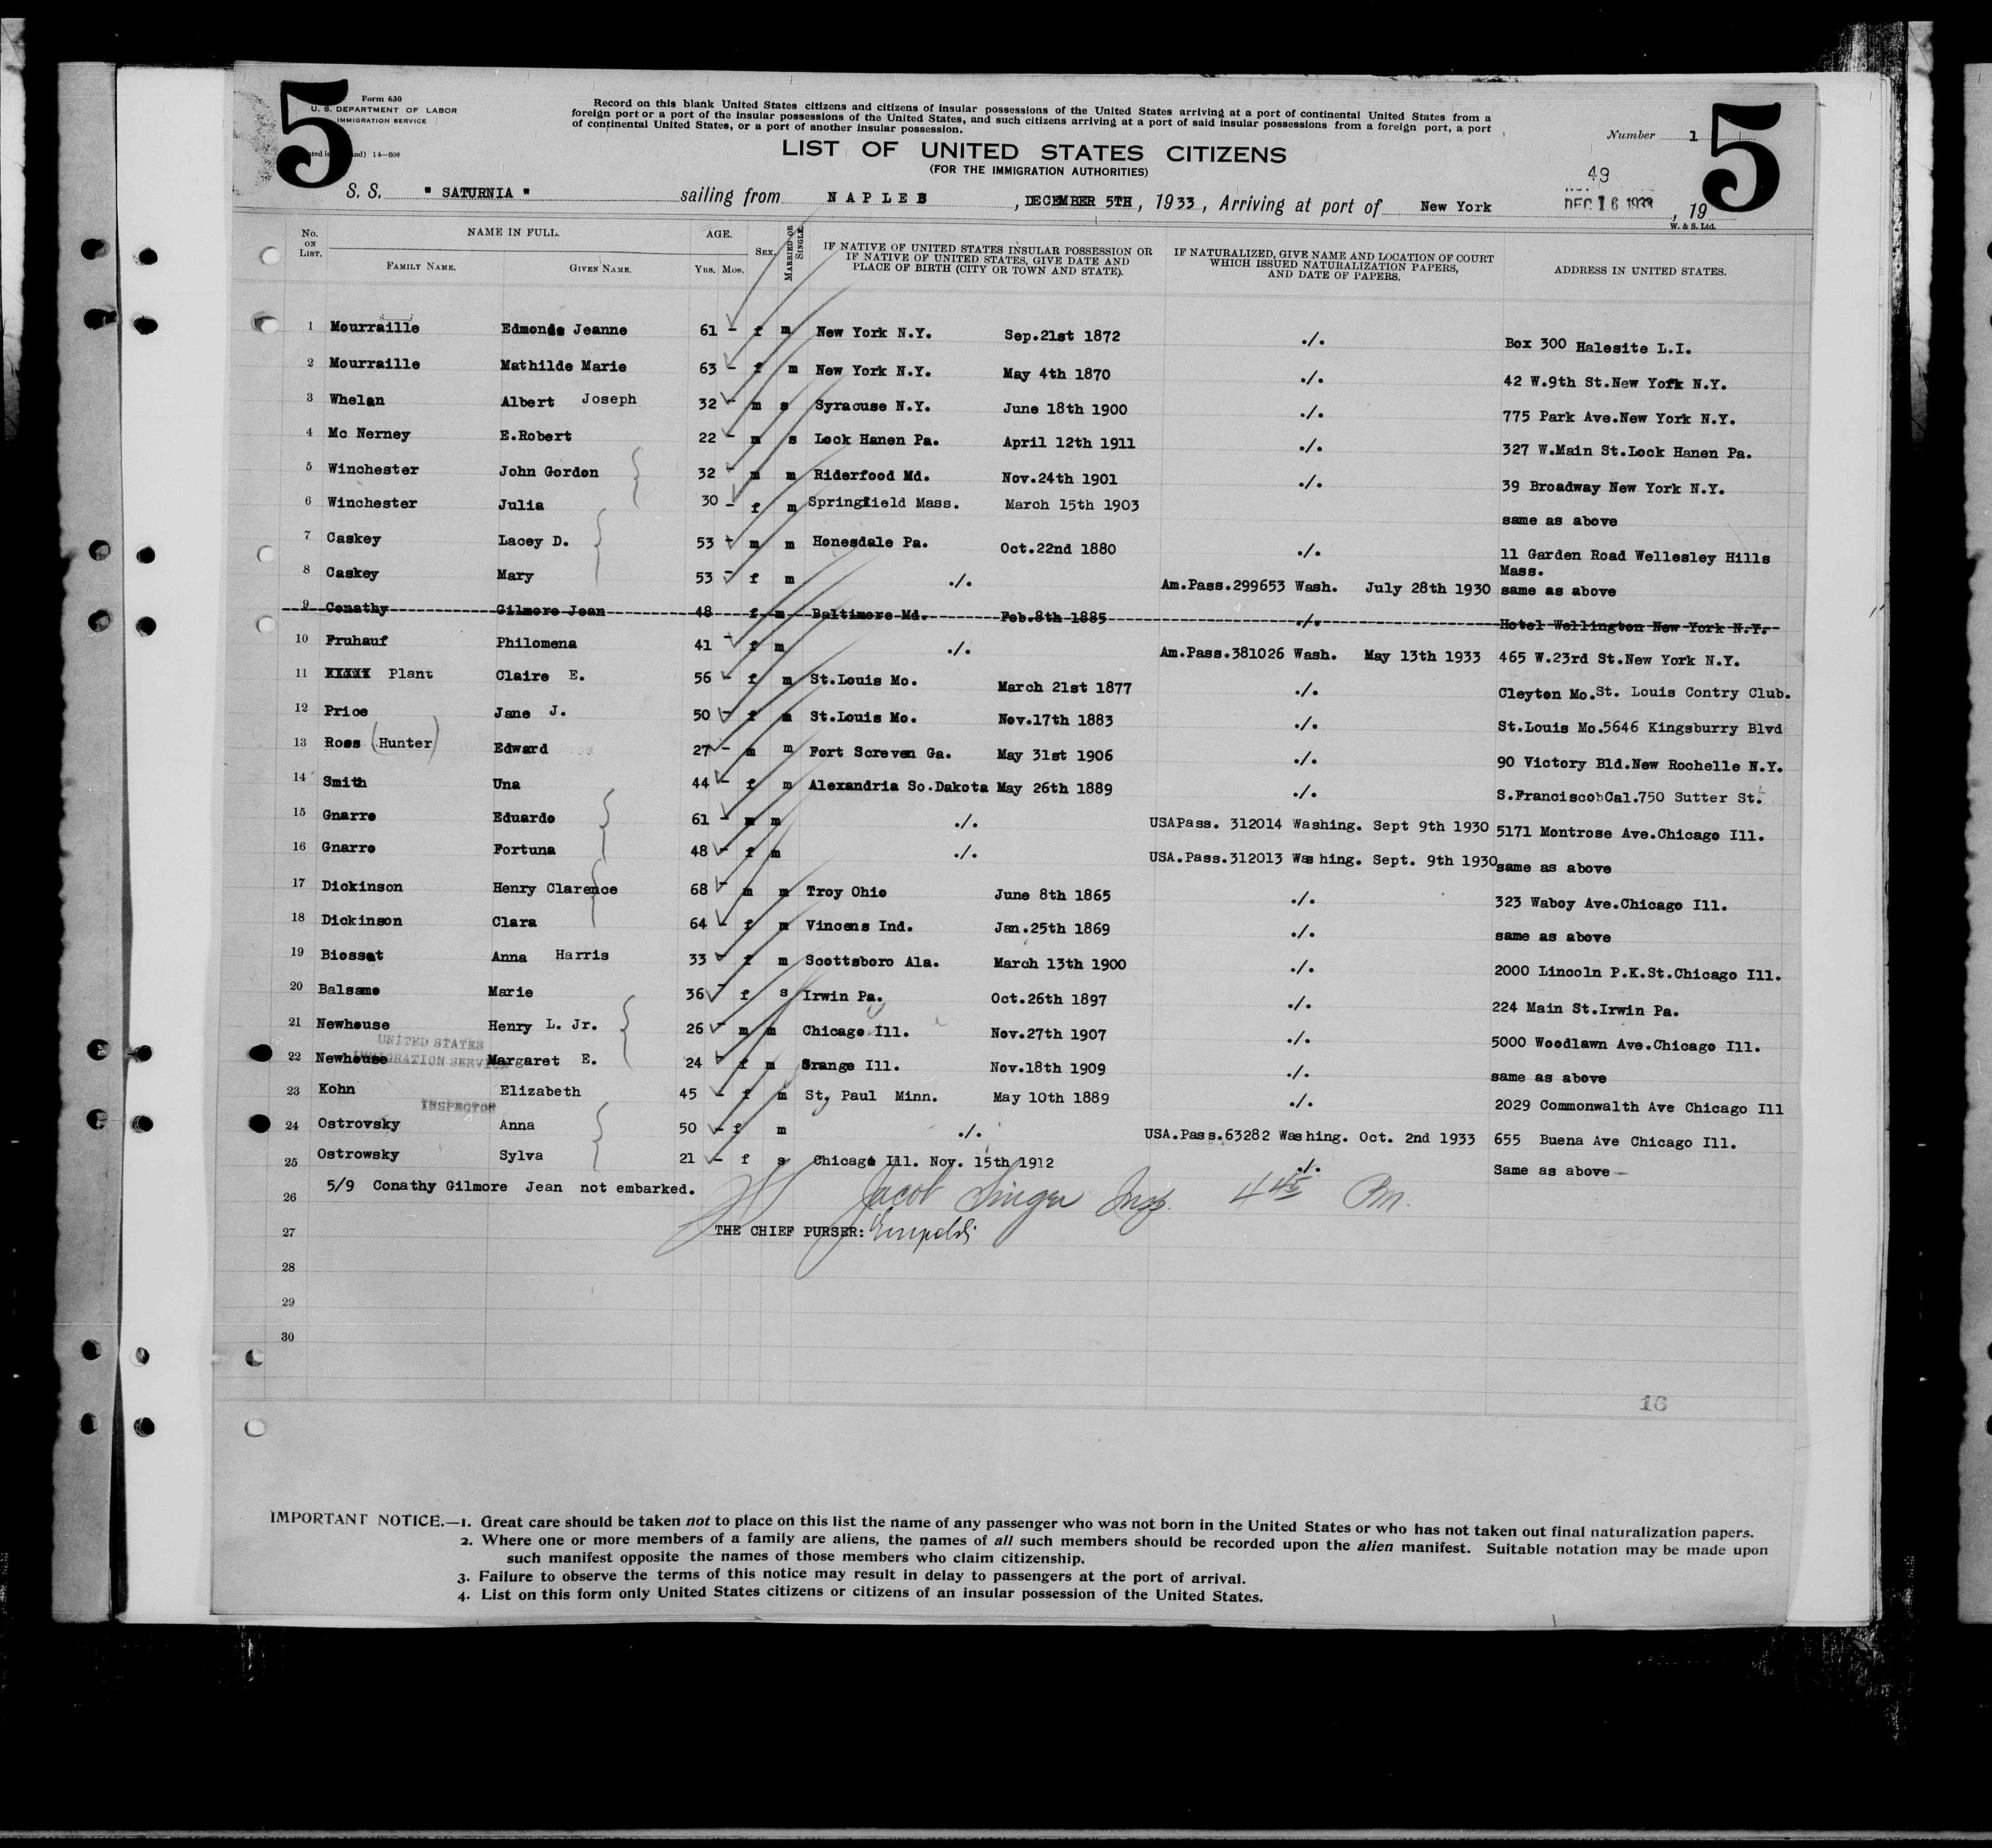 5
Form 630
U. S. DEPARTMENT OF LABOR
IMMIGRATION SERVICE
14—608
Record on this blank United States citizens and citizens of insular possessions of the United States arriving at a port of continental United States from a
foreign port or a port of the insular possessions of the United States, and such citizens arriving at a port of said insular possessions from a foreign port, a port
of continental United States, or a port of another insular possession.
Number 1
5
LIST OF UNITED STATES CITIZENS
(FOR THE IMMIGRATION AUTHORITIES)
49
S. S. " SATURNIA " sailing from NAPLES, DECEMBER 5TH, 1933, Arriving at port of New York DEC 16 1933, 19
W. & S. Ltd.
No. ON LIST. NAME IN FULL. FAMILY NAME. GIVEN NAME. AGE. YRS. MOS. SEX. MARRIED OR SINGLE. IF NATIVE OF UNITED STATES INSULAR POSSESSION OR IF NATIVE OF UNITED STATES, GIVE DATE AND PLACE OF BIRTH (CITY OR TOWN AND STATE). IF NATURALIZED, GIVE NAME AND LOCATION OF COURT WHICH ISSUED NATURALIZATION PAPERS, AND DATE OF PAPERS. ADDRESS IN UNITED STATES.
1 Mourraille Edmonde Jeanne 61 - f m New York N.Y. Sep.21st 1872 ./. Box 300 Halesite L.I.
2 Mourraille Mathilde Marie 63 - f m New York N.Y. May 4th 1870 ./. 42 W.9th St.New York N.Y.
3 Whelan Albert Joseph 32 - m s Syracuse N.Y. June 18th 1900 ./. 775 Park Ave.New York N.Y.
4 Mc Nerney E.Robert 22 - m s Lock Hanen Pa. April 12th 1911 ./. 327 W.Main St.Lock Hanen Pa.
5 Winchester John Gordon 32 - m m Riderfood Md. Nov.24th 1901 ./. 39 Broadway New York N.Y.
6 Winchester Julia 30 - f m Springfield Mass. March 15th 1903 same as above
7 Caskey Lacey D. 53 - m m Honesdale Pa. Oct.22nd 1880 ./. 11 Garden Road Wellesley Hills Mass.
8 Caskey Mary 53 - f m ./. Am.Pass.299653 Wash. July 28th 1930 same as above
9 Conathy Gilmore Jean 48 f m Baltimore Md. Feb.8th 1885 ./. Hotel Wellington New York N.Y.
10 Fruhauf Philomena 41 - f m ./. Am.Pass.381026 Wash. May 13th 1933 465 W.23rd St.New York N.Y.
11 XXXXX Plant Claire E. 56 - f m St.Louis Mo. March 21st 1877 ./. Cleyton Mo.St. Louis Contry Club.
12 Price Jane J. 50 - f m St.Louis Mo. Nov.17th 1883 ./. St.Louis Mo.5646 Kingsburry Blvd
13 Ross (Hunter) Edward 27 - m m Fort Screven Ga. May 31st 1906 ./. 90 Victory Bld.New Rochelle N.Y.
14 Smith Una 44 - f m Alexandria So.Dakota May 26th 1889 ./. S.FranciscobCal.750 Sutter St.
15 Gnarro Eduardo 61 - m m ./. USAPass. 312014 Washing. Sept 9th 1930 5171 Montrose Ave.Chicago Ill.
16 Gnarro Fortuna 48 - f m ./. USA.Pass.312013 Washing. Sept. 9th 1930 same as above
17 Dickinson Henry Clarence 68 - m m Troy Ohio June 8th 1865 ./. 323 Waboy Ave.Chicago Ill.
18 Dickinson Clara 64 - f m Vincens Ind. Jan.25th 1869 ./. same as above
19 Biossat Anna Harris 33 - f m Scottsboro Ala. March 13th 1900 ./. 2000 Lincoln P.K.St.Chicago Ill.
20 Balsamo Marie 36 - f s Irwin Pa. Oct.26th 1897 ./. 224 Main St.Irwin Pa.
21 Newhouse Henry L. Jr. 26 - m m Chicago Ill. Nov.27th 1907 ./. 5000 Woodlawn Ave.Chicago Ill.
UNITED STATES
22 Newhouse Margaret E. 24 - f m Orange Ill. Nov.18th 1909 ./. same as above
IMMIGRATION SERVICE
23 Kohn Elizabeth 45 - f m St, Paul Minn. May 10th 1889 ./. 2029 Commonwalth Ave Chicago Ill
INSPECTOR
24 Ostrovsky Anna 50 - f m ./. USA.Pass.63282 Washing. Oct. 2nd 1933 655 Buena Ave Chicago Ill.
25 Ostrowsky Sylva 21 - f s Chicago Ill. Nov. 15th 1912 ./. Same as above
26 5/9 Conathy Gilmore Jean not embarked. Jacob Singer Insp. 4 45 Pm.
27 THE CHIEF PURSER:
28
29
30
16
IMPORTANT NOTICE.—1. Great care should be taken not to place on this list the name of any passenger who was not born in the United States or who has not taken out final naturalization papers.
2. Where one or more members of a family are aliens, the names of all such members should be recorded upon the alien manifest. Suitable notation may be made upon
such manifest opposite the names of those members who claim citizenship.
3. Failure to observe the terms of this notice may result in delay to passengers at the port of arrival.
4. List on this form only United States citizens or citizens of an insular possession of the United States.